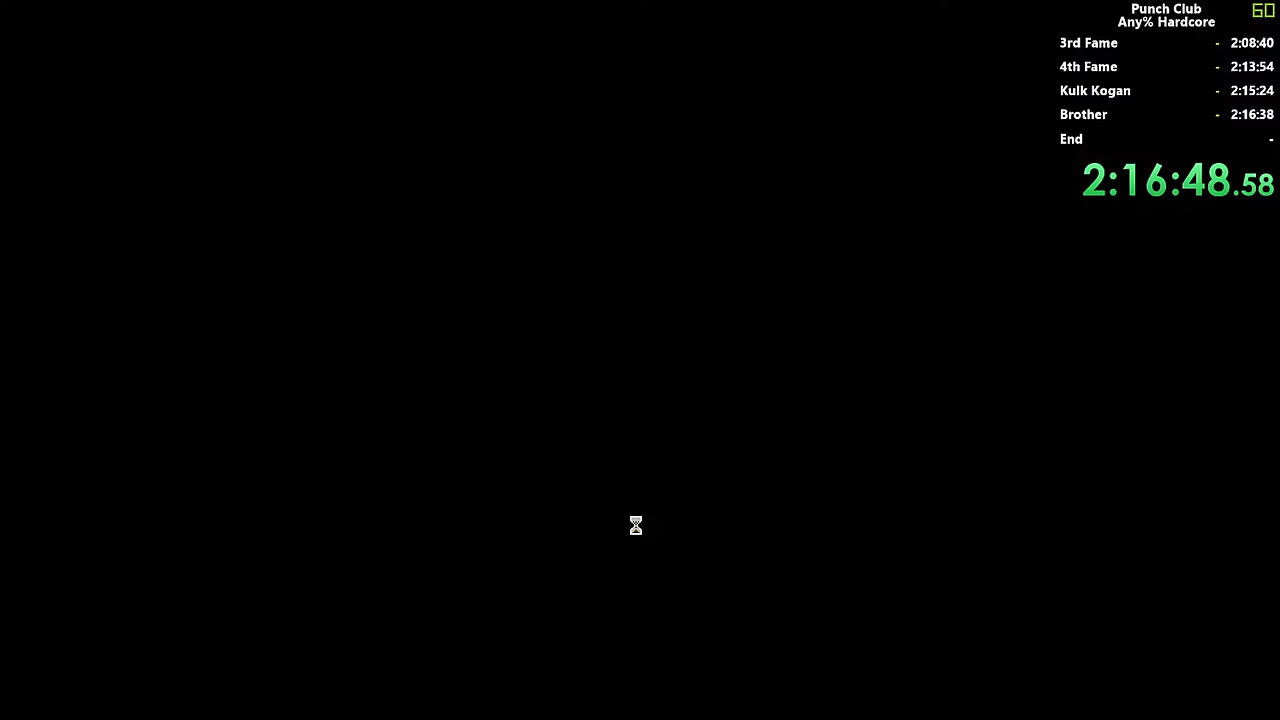 Punch Club
60
Any% Hardcore
3rd Fame - 2:08:40
4th Fame - 2:13:54
Kulk Kogan - 2:15:24
Brother - 2:16:38
End -
2:16:48.58